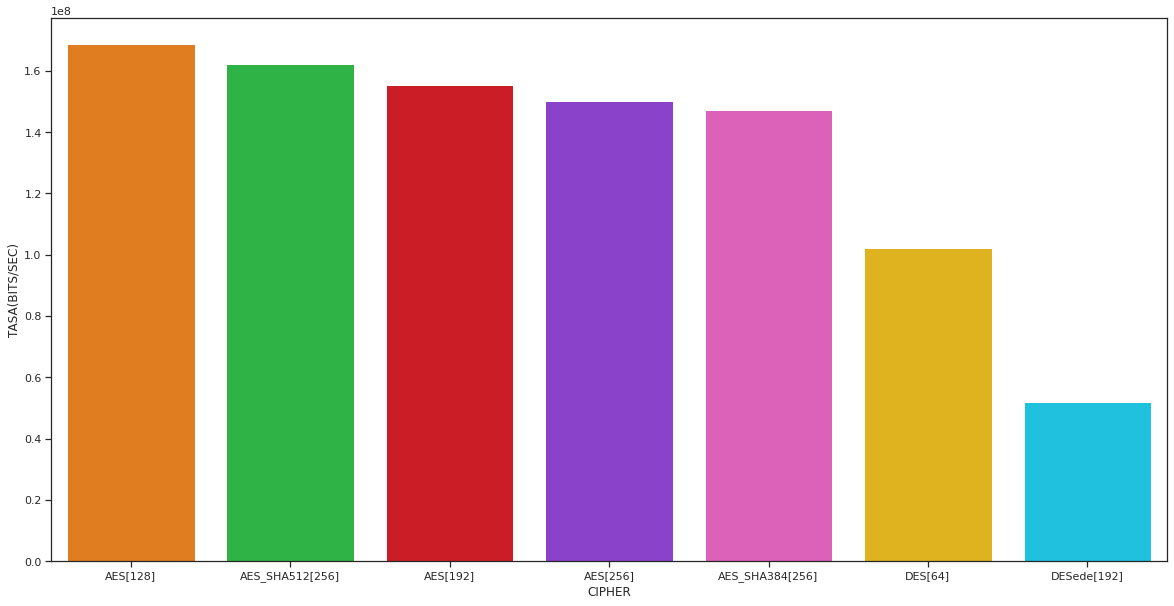 1e8
1.6
1.4
1.2
1.0
0.8
0.6
0.4
0.2
0.0
TASA(BITS/SEC)
AES[128] AES_SHA512[256] AES[192] AES[256] AES_SHA384[256] DES[64] DESede[192]
CIPHER